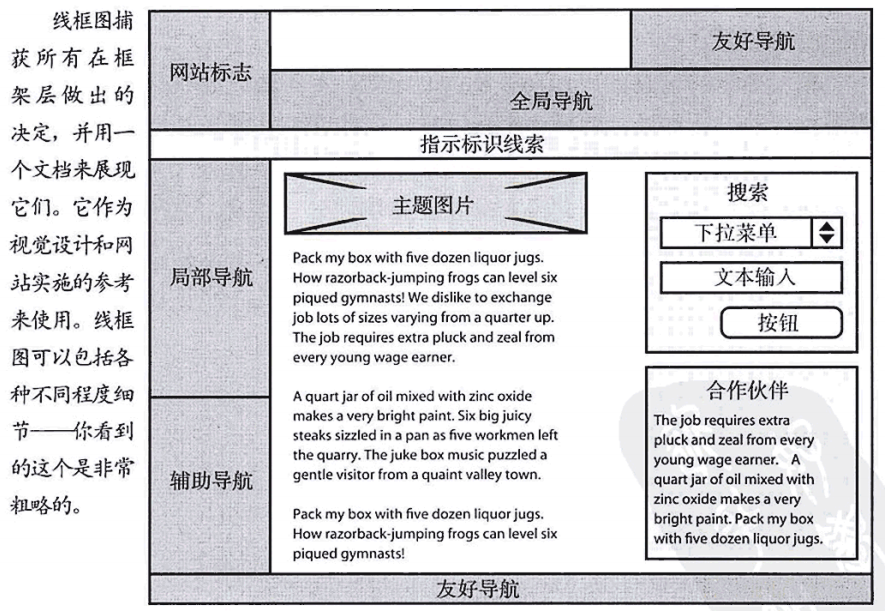 线框图捕
获所有在框
架层做出的
决定，并用一
个文档来展现
它们。它作为
视觉设计和网
站实施的参考
来使用。线框
图可以包括各
种不同程度细
节——你看到
的这个是非常
粗略的。
网站标志
友好导航
全局导航
指示标识线索
局部导航
辅助导航
主题图片
Pack my box with five dozen liquor jugs.
How razorback-jumping frogs can level six
piqued gymnasts! We dislike to exchange
job lots of sizes varying from a quarter up.
The job requires extra pluck and zeal from
every young wage earner.
A quart jar of oil mixed with zinc oxide
makes a very bright paint. Six big juicy
steaks sizzled in a pan as five workmen left
the quarry. The juke box music puzzled a
gentle visitor from a quaint valley town.
Pack my box with five dozen liquor jugs.
How razorback-jumping frogs can level six
piqued gymnasts!
搜索
下拉菜单
文本输入
按钮
合作伙伴
The job requires extra
pluck and zeal from every
young wage earner. A
quart jar of oil mixed with
zinc oxide makes a very
bright paint. Pack my box
with five dozen liquor jugs.
友好导航